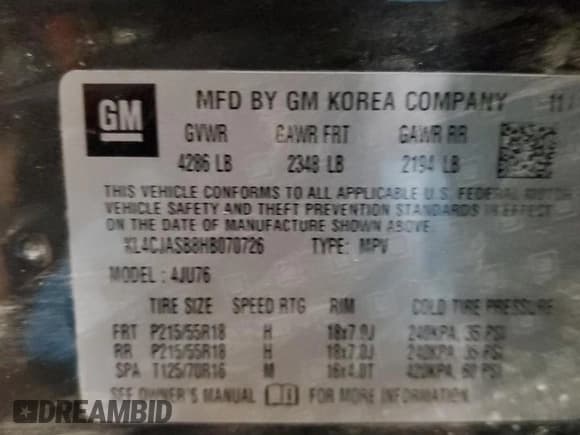 GM
MFD BY GM KOREA COMPANY 11/
GVWR GAWR FRT GAWR RR
4286 LB 2348 LB 2194 LB
THIS VEHICLE CONFORMS TO ALL APPLICABLE U.S. FEDERAL MOTOR
VEHICLE SAFETY AND THEFT PREVENTION STANDARDS IN EFFECT
ON THE DATE OF MANUFACTURE SHOWN ABOVE.
KL4CJASB8HB070726 TYPE: MPV
MODEL: 4JU76
TIRE SIZE SPEED RTG RIM COLD TIRE PRESSURE
FRT P215/55R18 H 18x7.0J 240KPA, 35 PSI
RR P215/55R18 H 18x7.0J 240KPA, 35 PSI
SPA T125/70R16 M 16x4.0T 420KPA, 60 PSI
SEE OWNER'S MANUAL FOR MORE INFORMATION
DREAMBID